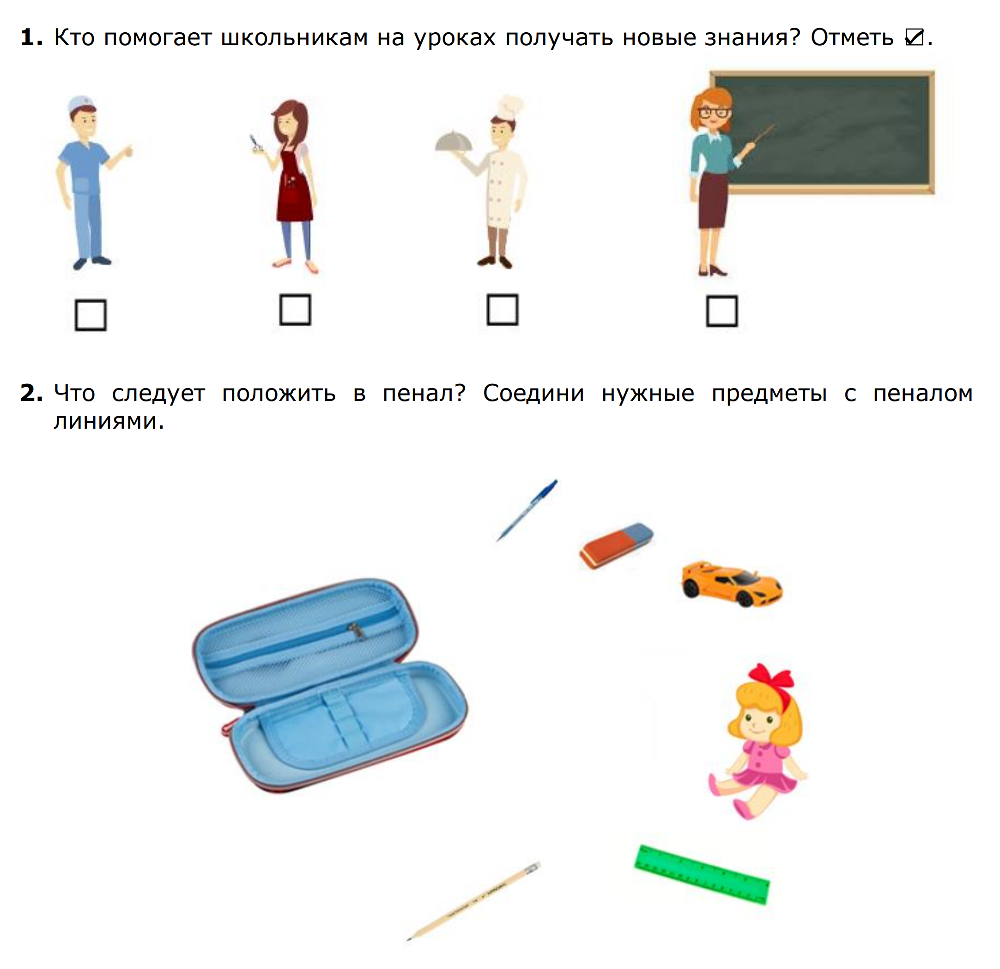 1. Кто помогает школьникам на уроках получать новые знания? Отметь ☑.
2. Что следует положить в пенал? Соедини нужные предметы с пеналом
линиями.